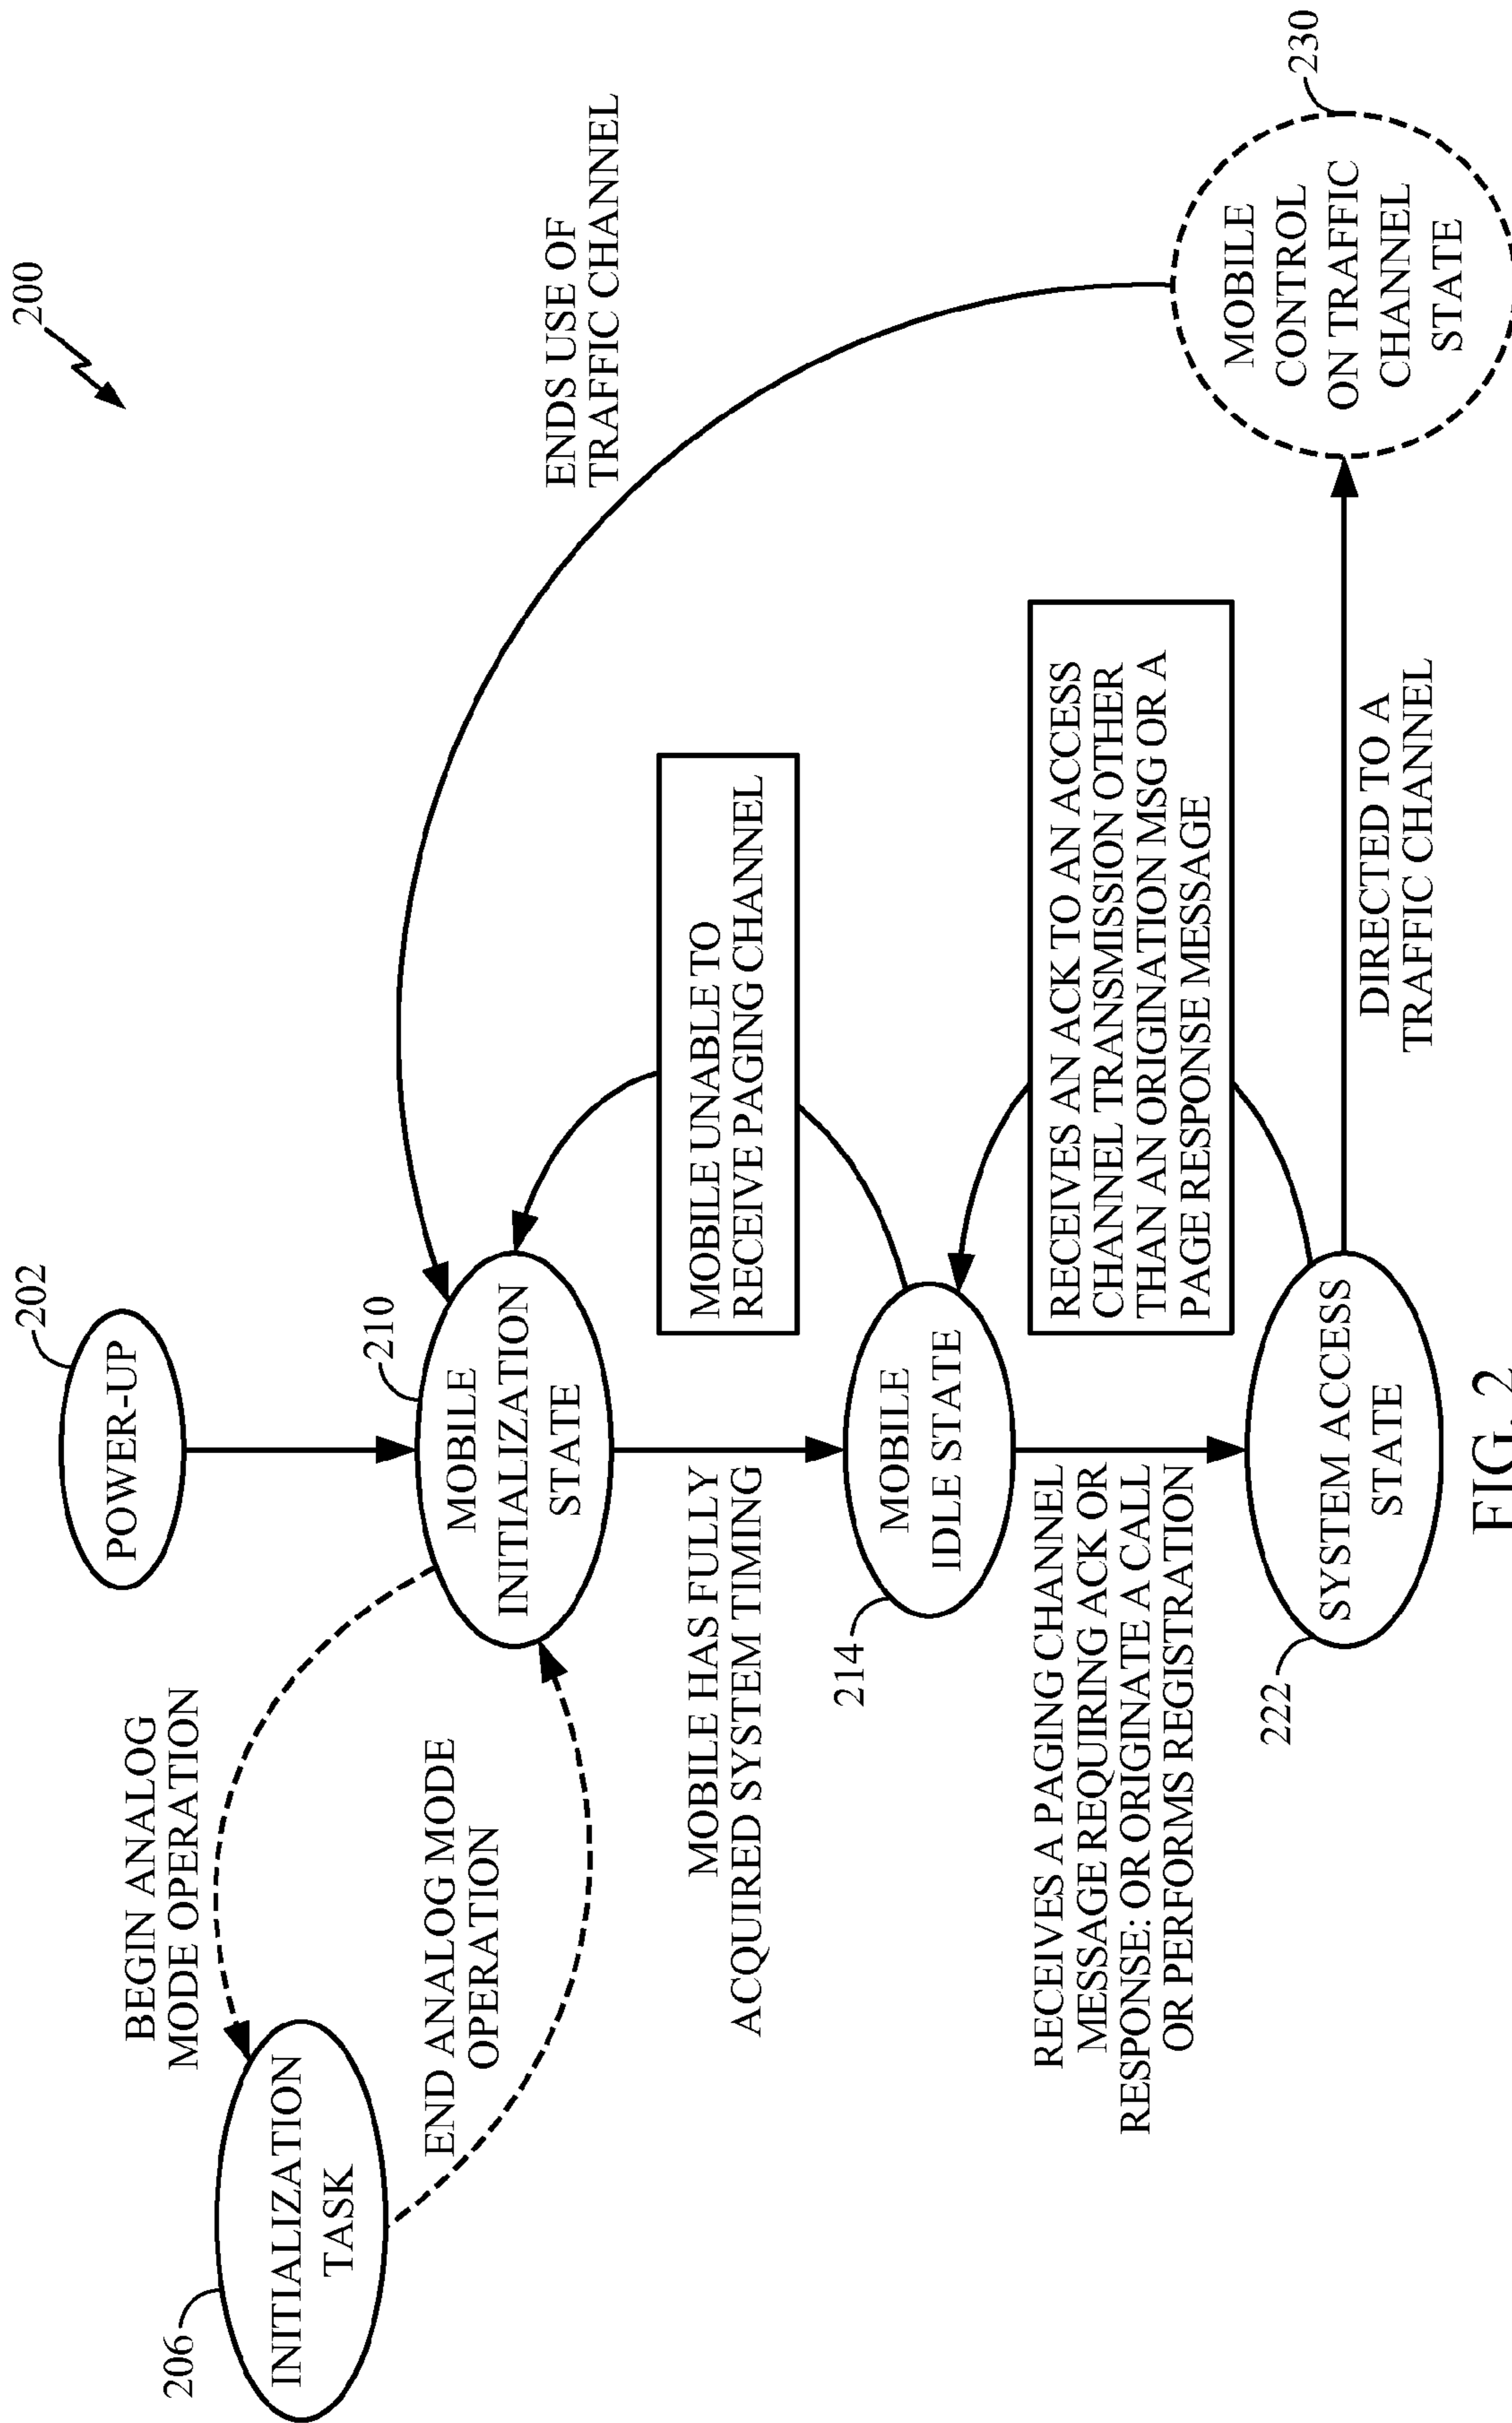 200
202
POWER-UP
BEGIN ANALOG
MODE OPERATION
206
INITIALIZATION
TASK
END ANALOG MODE
OPERATION
210
MOBILE
INITIALIZATION
STATE
ENDS USE OF
TRAFFIC CHANNEL
MOBILE HAS FULLY
ACQUIRED SYSTEM TIMING
MOBILE UNABLE TO
RECEIVE PAGING CHANNEL
214
MOBILE
IDLE STATE
RECEIVES A PAGING CHANNEL
MESSAGE REQUIRING ACK OR
RESPONSE: OR ORIGINATE A CALL
OR PERFORMS REGISTRATION
RECEIVES AN ACK TO AN ACCESS
CHANNEL TRANSMISSION OTHER
THAN AN ORIGINATION MSG OR A
PAGE RESPONSE MESSAGE
222
SYSTEM ACCESS
STATE
DIRECTED TO A
TRAFFIC CHANNEL
230
MOBILE
CONTROL
ON TRAFFIC
CHANNEL
STATE
FIG. 2